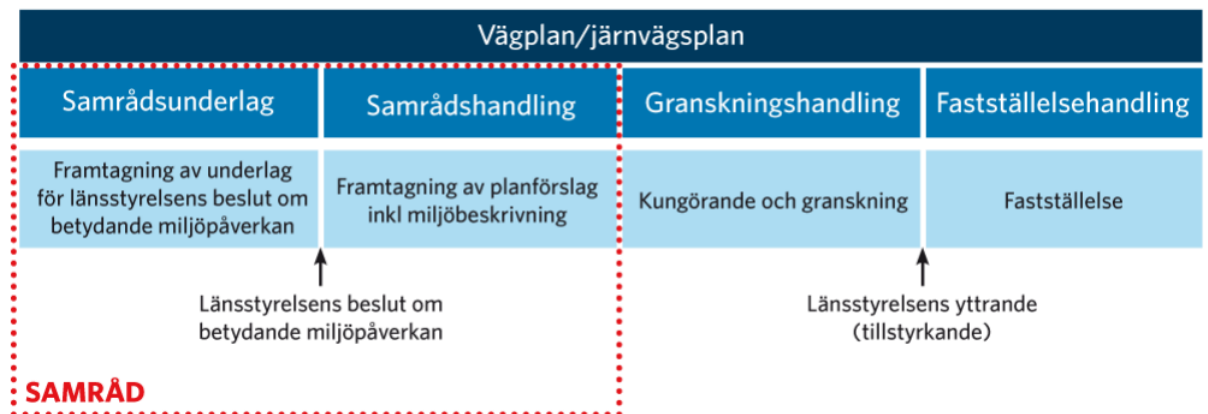 Vägplan/järnvägsplan
Samrådsunderlag
Samrådshandling
Granskningshandling
Fastställelsehandling
Framtagning av underlag
för länsstyrelsens beslut om
betydande miljöpåverkan
Framtagning av planförslag
inkl miljöbeskrivning
Kungörande och granskning
Fastställelse
Länsstyrelsens beslut om
betydande miljöpåverkan
Länsstyrelsens yttrande
(tillstyrkande)
SAMRÅD